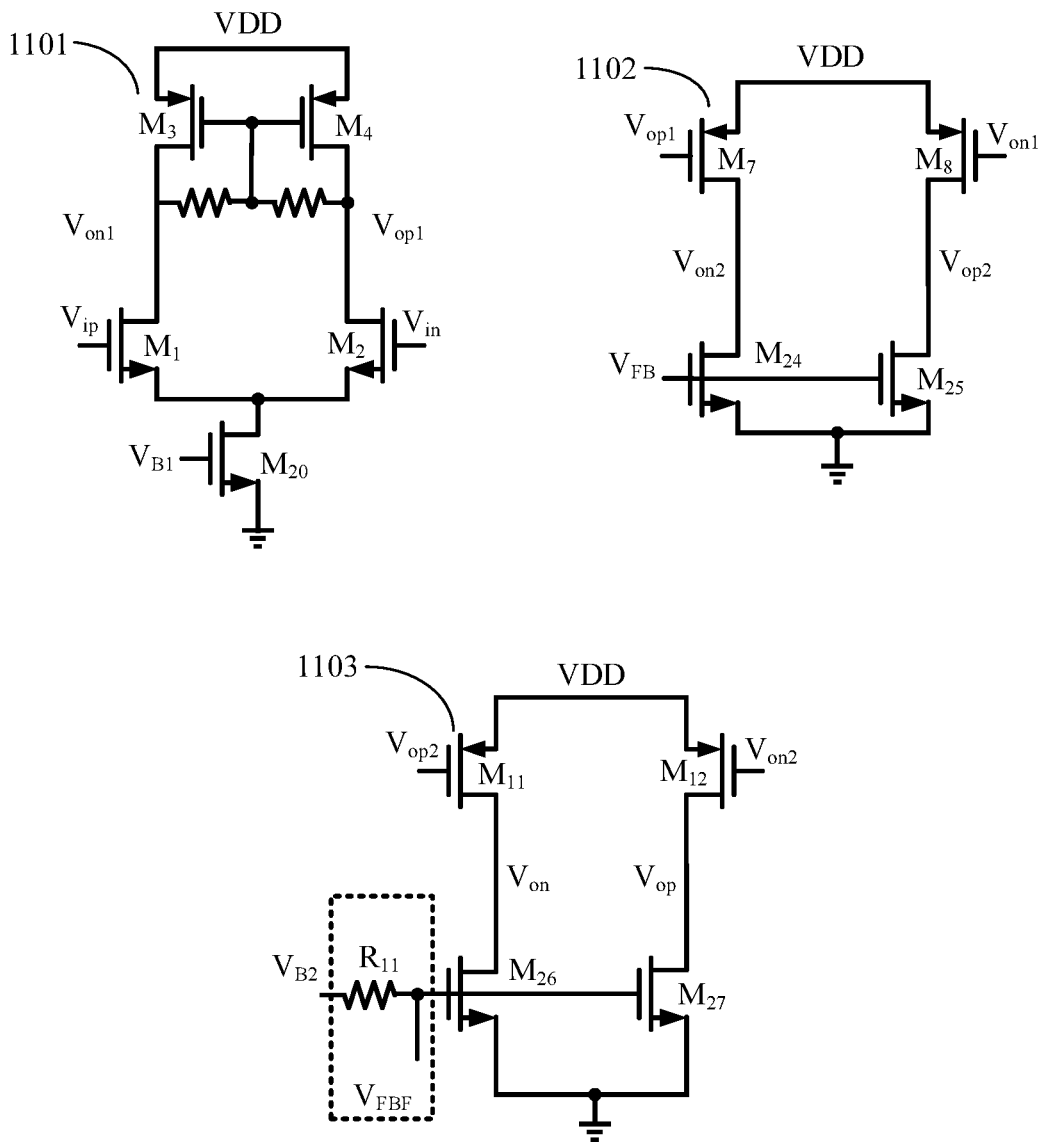 1101
VDD
M3
M4
Von1
Vop1
Vip
M1
M2
Vin
VB1
M20
1102
VDD
Vop1
M7
M8
Von1
Von2
Vop2
VFB
M24
M25
1103
VDD
Vop2
M11
M12
Von2
Von
Vop
VB2
R11
M26
M27
VFBF